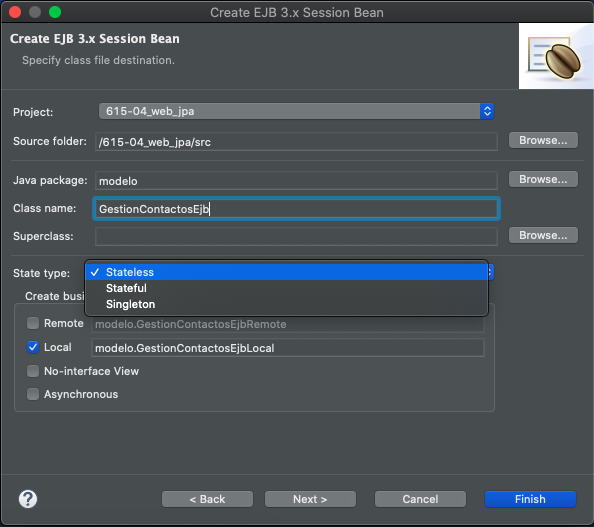 Create EJB 3.x Session Bean
Create EJB 3.x Session Bean
Specify class file destination.
Project: 615-04_web_jpa
Source folder: /615-04_web_jpa/src Browse...
Java package: modelo Browse...
Class name: GestionContactosEjb
Superclass: Browse...
State type: ✓ Stateless
Stateful
Singleton
Create busi
Remote modelo.GestionContactosEjbRemote
Local modelo.GestionContactosEjbLocal
No-interface View
Asynchronous
? < Back Next > Cancel Finish